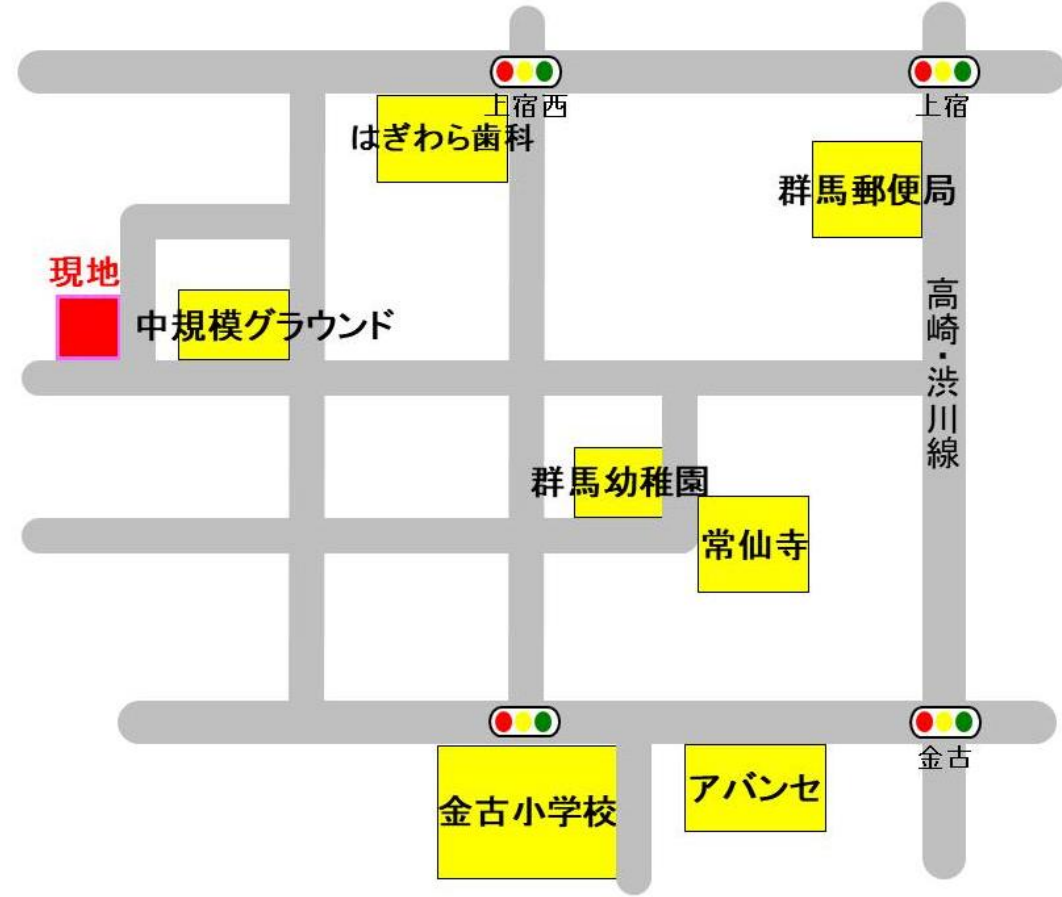 上宿西
上宿
はぎわら歯科
群馬郵便局
現地
中規模グラウンド
高崎・渋川線
群馬幼稚園
常仙寺
金古
アバンセ
金古小学校